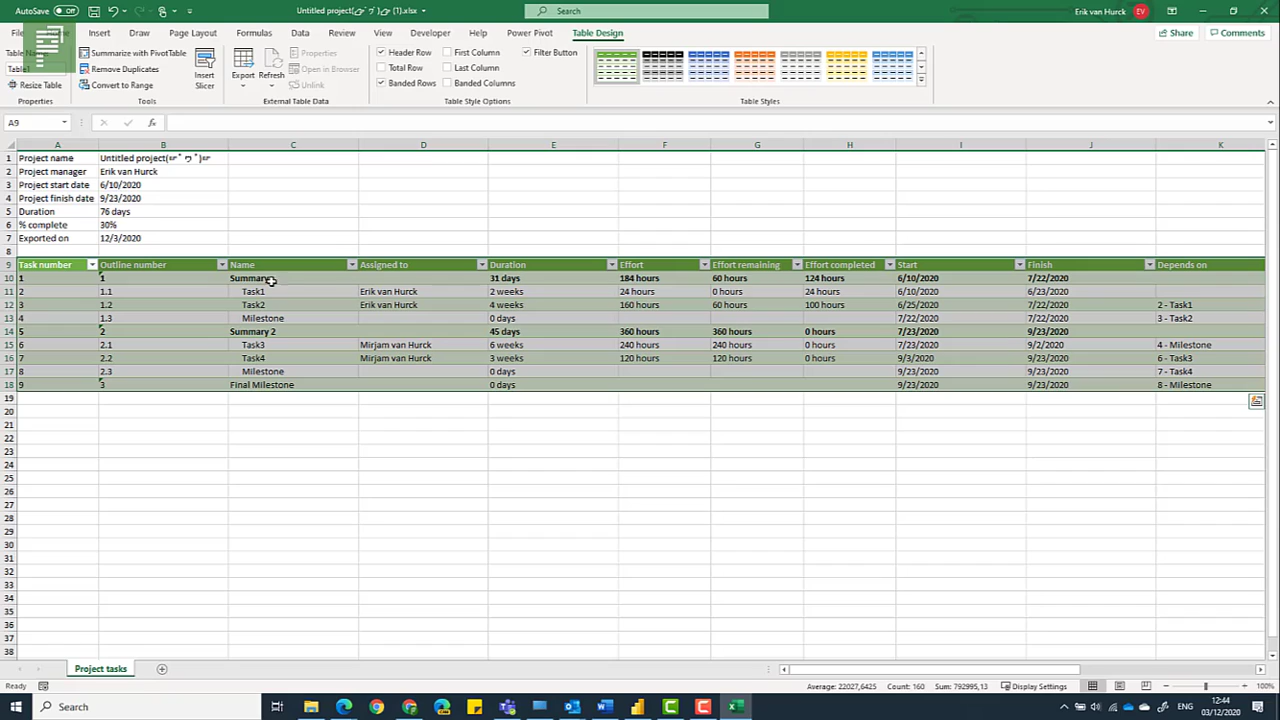 AutoSave Off
Untitled project(☞ﾟヮﾟ)☞ (1).xlsx
Search
Erik van Hurck EV
File Home Insert Draw Page Layout Formulas Data Review View Developer Help Power Pivot Table Design Share Comments
Table Name:
Table1
Resize Table
Properties
Summarize with PivotTable
Remove Duplicates
Convert to Range
Insert
Slicer
Tools
Export
Refresh
Properties
Open in Browser
Unlink
External Table Data
Header Row First Column Filter Button
Total Row Last Column
Banded Rows Banded Columns
Table Style Options
Table Styles
A9
A B C D E F G H I J K
1 Project name Untitled project(☞ﾟヮﾟ)☞
2 Project manager Erik van Hurck
3 Project start date 6/10/2020
4 Project finish date 9/23/2020
5 Duration 76 days
6 % complete 30%
7 Exported on 12/3/2020
8
9 Task number Outline number Name Assigned to Duration Effort Effort remaining Effort completed Start Finish Depends on
10 1 1 Summary 31 days 184 hours 60 hours 124 hours 6/10/2020 7/22/2020
11 2 1.1 Task1 Erik van Hurck 2 weeks 24 hours 0 hours 24 hours 6/10/2020 6/23/2020
12 3 1.2 Task2 Erik van Hurck 4 weeks 160 hours 60 hours 100 hours 6/25/2020 7/22/2020 2 - Task1
13 4 1.3 Milestone 0 days 7/22/2020 7/22/2020 3 - Task2
14 5 2 Summary 2 45 days 360 hours 360 hours 0 hours 7/23/2020 9/23/2020
15 6 2.1 Task3 Mirjam van Hurck 6 weeks 240 hours 240 hours 0 hours 7/23/2020 9/2/2020 4 - Milestone
16 7 2.2 Task4 Mirjam van Hurck 3 weeks 120 hours 120 hours 0 hours 9/3/2020 9/23/2020 6 - Task3
17 8 2.3 Milestone 0 days 9/23/2020 9/23/2020 7 - Task4
18 9 3 Final Milestone 0 days 9/23/2020 9/23/2020 8 - Milestone
19
20
21
22
23
24
25
26
27
28
29
30
31
32
33
34
35
36
37
38
Project tasks
Ready
Average: 22027,6425 Count: 160 Sum: 792995,13 Display Settings 100%
Search
12:44
03/12/2020